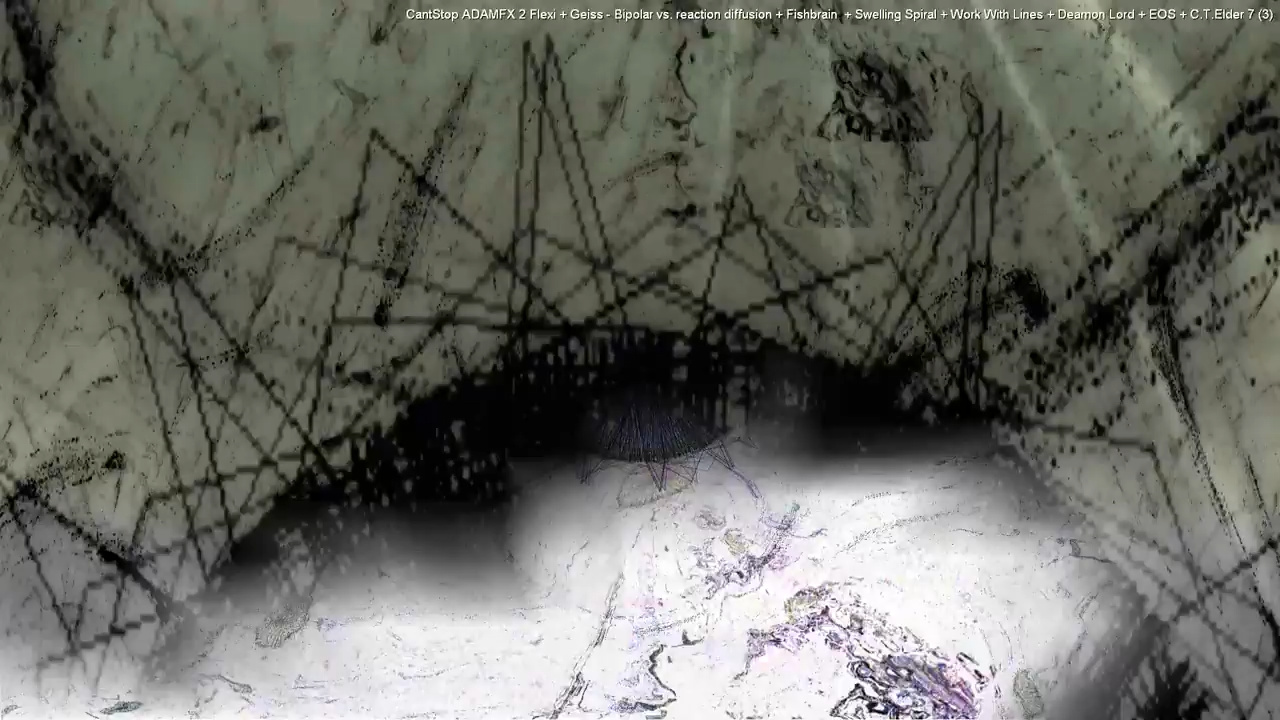 CantStop ADAMFX 2 Flexi + Geiss - Bipolar vs. reaction diffusion + Fishbrain + Swelling Spiral + Work With Lines + Deamon Lord + EOS + C.T.Elder 7 (3)